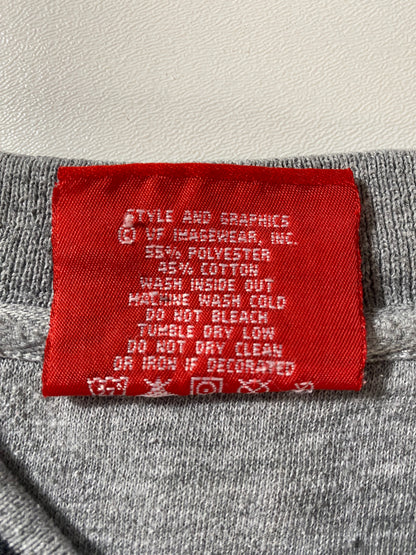 STYLE AND GRAPHICS
© VF IMAGEWEAR, INC.
55% POLYESTER
45% COTTON
WASH INSIDE OUT
MACHINE WASH COLD
DO NOT BLEACH
TUMBLE DRY LOW
DO NOT DRY CLEAN
OR IRON IF DECORATED